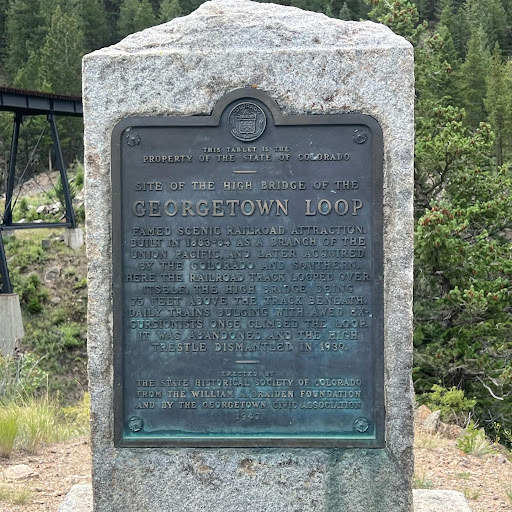 THIS TABLET IS THE
PROPERTY OF THE STATE OF COLORADO
SITE OF THE HIGH BRIDGE OF THE
GEORGETOWN LOOP
FAMED SCENIC RAILROAD ATTRACTION.
BUILT IN 1883-84 AS A BRANCH OF THE
UNION PACIFIC, AND LATER ACQUIRED
BY THE COLORADO AND SOUTHERN.
HERE THE RAILROAD TRACK LOOPED OVER
ITSELF, THE HIGH BRIDGE BEING
75 FEET ABOVE THE TRACK BENEATH.
DAILY TRAINS BULGING WITH AWED EX-
CURSIONISTS ONCE CLIMBED THE LOOP.
IT WAS ABANDONED AND THE HIGH
TRESTLE DISMANTLED IN 1939.
ERECTED BY
THE STATE HISTORICAL SOCIETY OF COLORADO
FROM THE WILLIAM A. BRAIDEN FOUNDATION
AND BY THE GEORGETOWN CIVIC ASSOCIATION
1947